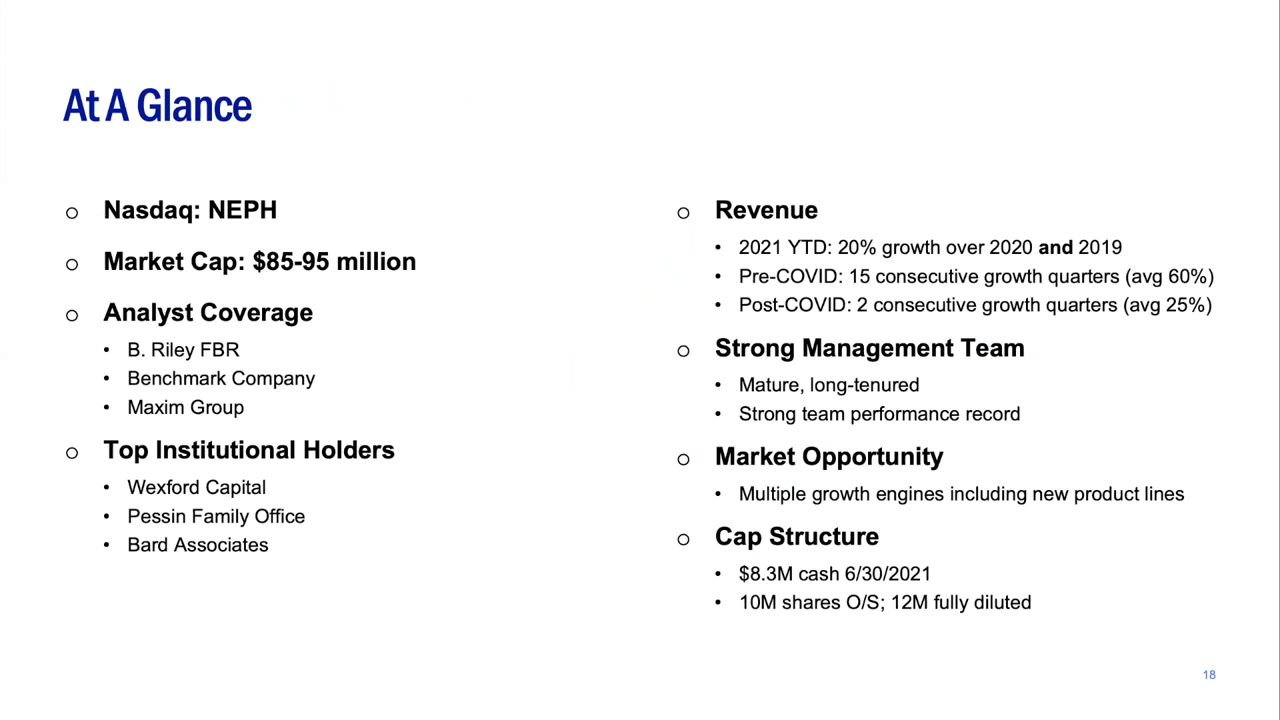 At A Glance
Nasdaq: NEPH
Market Cap: $85-95 million
Analyst Coverage
B. Riley FBR
Benchmark Company
Maxim Group
Top Institutional Holders
Wexford Capital
Pessin Family Office
Bard Associates
Revenue
2021 YTD: 20% growth over 2020 and 2019
Pre-COVID: 15 consecutive growth quarters (avg 60%)
Post-COVID: 2 consecutive growth quarters (avg 25%)
Strong Management Team
Mature, long-tenured
Strong team performance record
Market Opportunity
Multiple growth engines including new product lines
Cap Structure
$8.3M cash 6/30/2021
10M shares O/S; 12M fully diluted
18